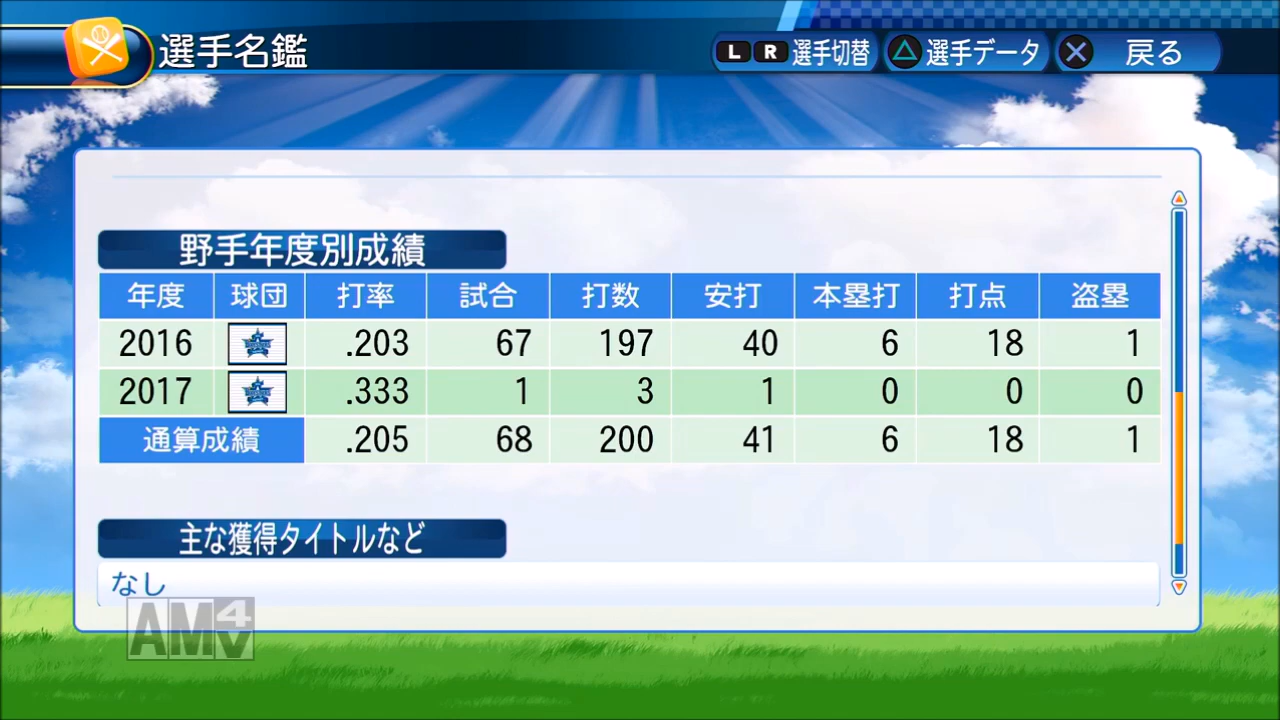 選手名鑑 L R 選手切替 選手データ 戻る
野手年度別成績
年度 球団 打率 試合 打数 安打 本塁打 打点 盗塁
2016 .203 67 197 40 6 18 1
2017 .333 1 3 1 0 0 0
通算成績 .205 68 200 41 6 18 1
主な獲得タイトルなど
なし
AM4V